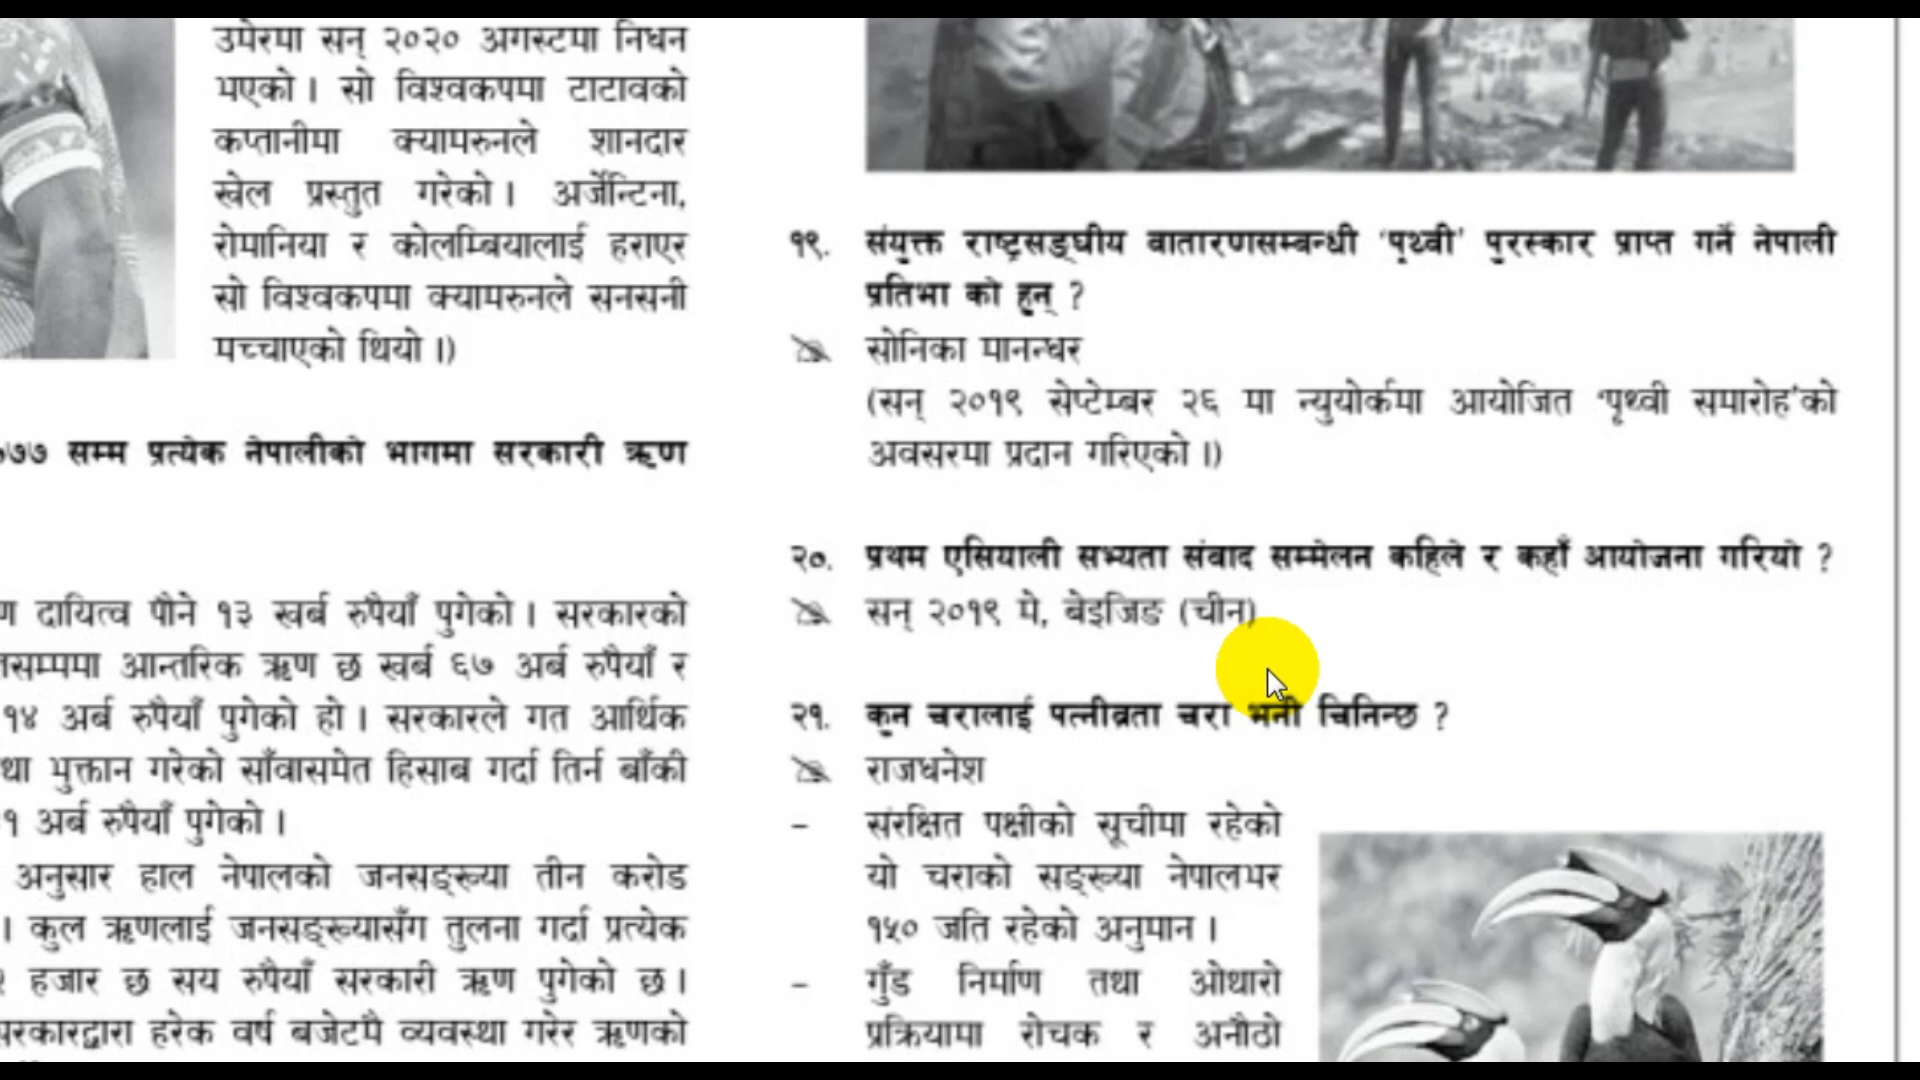 उमेरमा सन् २०२० अगस्टमा निधन
भएको । सो विश्वकपमा टाटावको
कप्तानीमा क्यामरुनले शानदार
खेल प्रस्तुत गरेको । अर्जेन्टिना,
रोमानिया र कोलम्बियालाई हराएर
सो विश्वकपमा क्यामरुनले सनसनी
मच्चाएको थियो ।)
७७ सम्म प्रत्येक नेपालीको भागमा सरकारी ऋण
ण दायित्व पौने १३ खर्ब रुपैयाँ पुगेको । सरकारको
तसम्ममा आन्तरिक ऋण छ खर्ब ६७ अर्ब रुपैयाँ र
१४ अर्ब रुपैयाँ पुगेको हो । सरकारले गत आर्थिक
था भुक्तान गरेको साँवासमेत हिसाब गर्दा तिर्न बाँकी
१ अर्ब रुपैयाँ पुगेको ।
अनुसार हाल नेपालको जनसङ्ख्या तीन करोड
। कुल ऋणलाई जनसङ्ख्यासँग तुलना गर्दा प्रत्येक
हजार छ सय रुपैयाँ सरकारी ऋण पुगेको छ ।
सरकारद्वारा हरेक वर्ष बजेटमै व्यवस्था गरेर ऋणको
१९. संयुक्त राष्ट्रसङ्घीय वातारणसम्बन्धी 'पृथ्वी' पुरस्कार प्राप्त गर्ने नेपाली
प्रतिभा को हुन् ?
सोनिका मानन्धर
(सन् २०१९ सेप्टेम्बर २६ मा न्युयोर्कमा आयोजित 'पृथ्वी समारोह'को
अवसरमा प्रदान गरिएको ।)
२०. प्रथम एसियाली सभ्यता संवाद सम्मेलन कहिले र कहाँ आयोजना गरियो ?
सन् २०१९ मे, बेइजिङ (चीन)
२१. कुन चरालाई पत्नीव्रता चरा भनी चिनिन्छ ?
राजधनेश
– संरक्षित पक्षीको सूचीमा रहेको
यो चराको सङ्ख्या नेपालभर
१५० जति रहेको अनुमान ।
– गुँड निर्माण तथा ओथारो
प्रक्रियामा रोचक र अनौठो